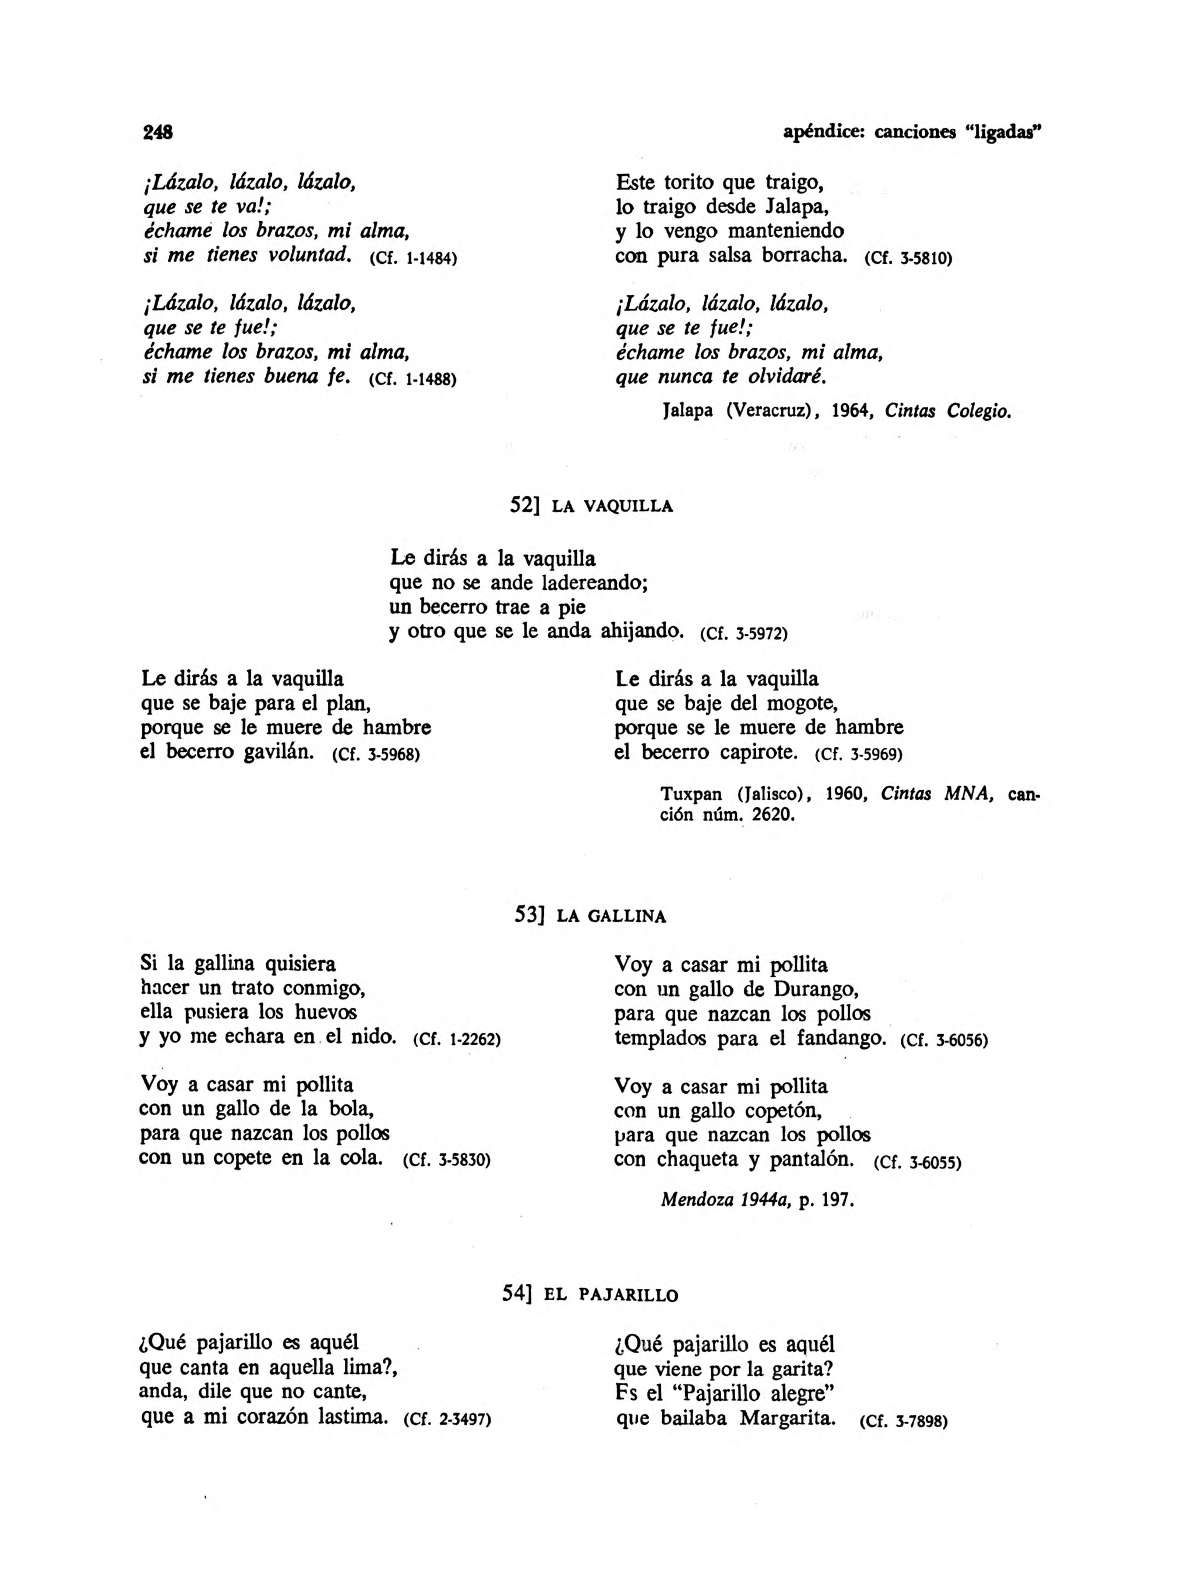 248
apéndice: canciones "ligadas"
¡Lázalo, lázalo, lázalo,
que se te va!;
échame los brazos, mi alma,
si me tienes voluntad. (Cf. 1-1484)
¡Lázalo, lázalo, lázalo,
que se te fue!;
échame los brazos, mi alma,
si me tienes buena fe. (Cf. 1-1488)
Este torito que traigo,
lo traigo desde Jalapa,
y lo vengo manteniendo
con pura salsa borracha. (Cf. 3-5810)
¡Lázalo, lázalo, lázalo,
que se te fue!;
échame los brazos, mi alma,
que nunca te olvidaré.
Jalapa (Veracruz), 1964, Cintas Colegio.
52] LA VAQUILLA
Le dirás a la vaquilla
que no se ande ladereando;
un becerro trae a pie
y otro que se le anda ahijando. (Cf. 3-5972)
Le dirás a la vaquilla
que se baje para el plan,
porque se le muere de hambre
el becerro gavilán. (Cf. 3-5968)
Le dirás a la vaquilla
que se baje del mogote,
porque se le muere de hambre
el becerro capirote. (Cf. 3-5969)
Tuxpan (Jalisco), 1960, Cintas MNA, can-
ción núm. 2620.
53] LA GALLINA
Si la gallina quisiera
hacer un trato conmigo,
ella pusiera los huevos
y yo me echara en el nido. (Cf. 1-2262)
Voy a casar mi pollita
con un gallo de la bola,
para que nazcan los pollos
con un copete en la cola. (Cf. 3-5830)
Voy a casar mi pollita
con un gallo de Durango,
para que nazcan los pollos
templados para el fandango. (Cf. 3-6056)
Voy a casar mi pollita
con un gallo copetón,
para que nazcan los pollos
con chaqueta y pantalón. (Cf. 3-6055)
Mendoza 1944a, p. 197.
54] EL PAJARILLO
¿Qué pajarillo es aquél
que canta en aquella lima?,
anda, dile que no cante,
que a mi corazón lastima. (Cf. 2-3497)
¿Qué pajarillo es aquél
que viene por la garita?
Es el "Pajarillo alegre"
que bailaba Margarita. (Cf. 3-7898)